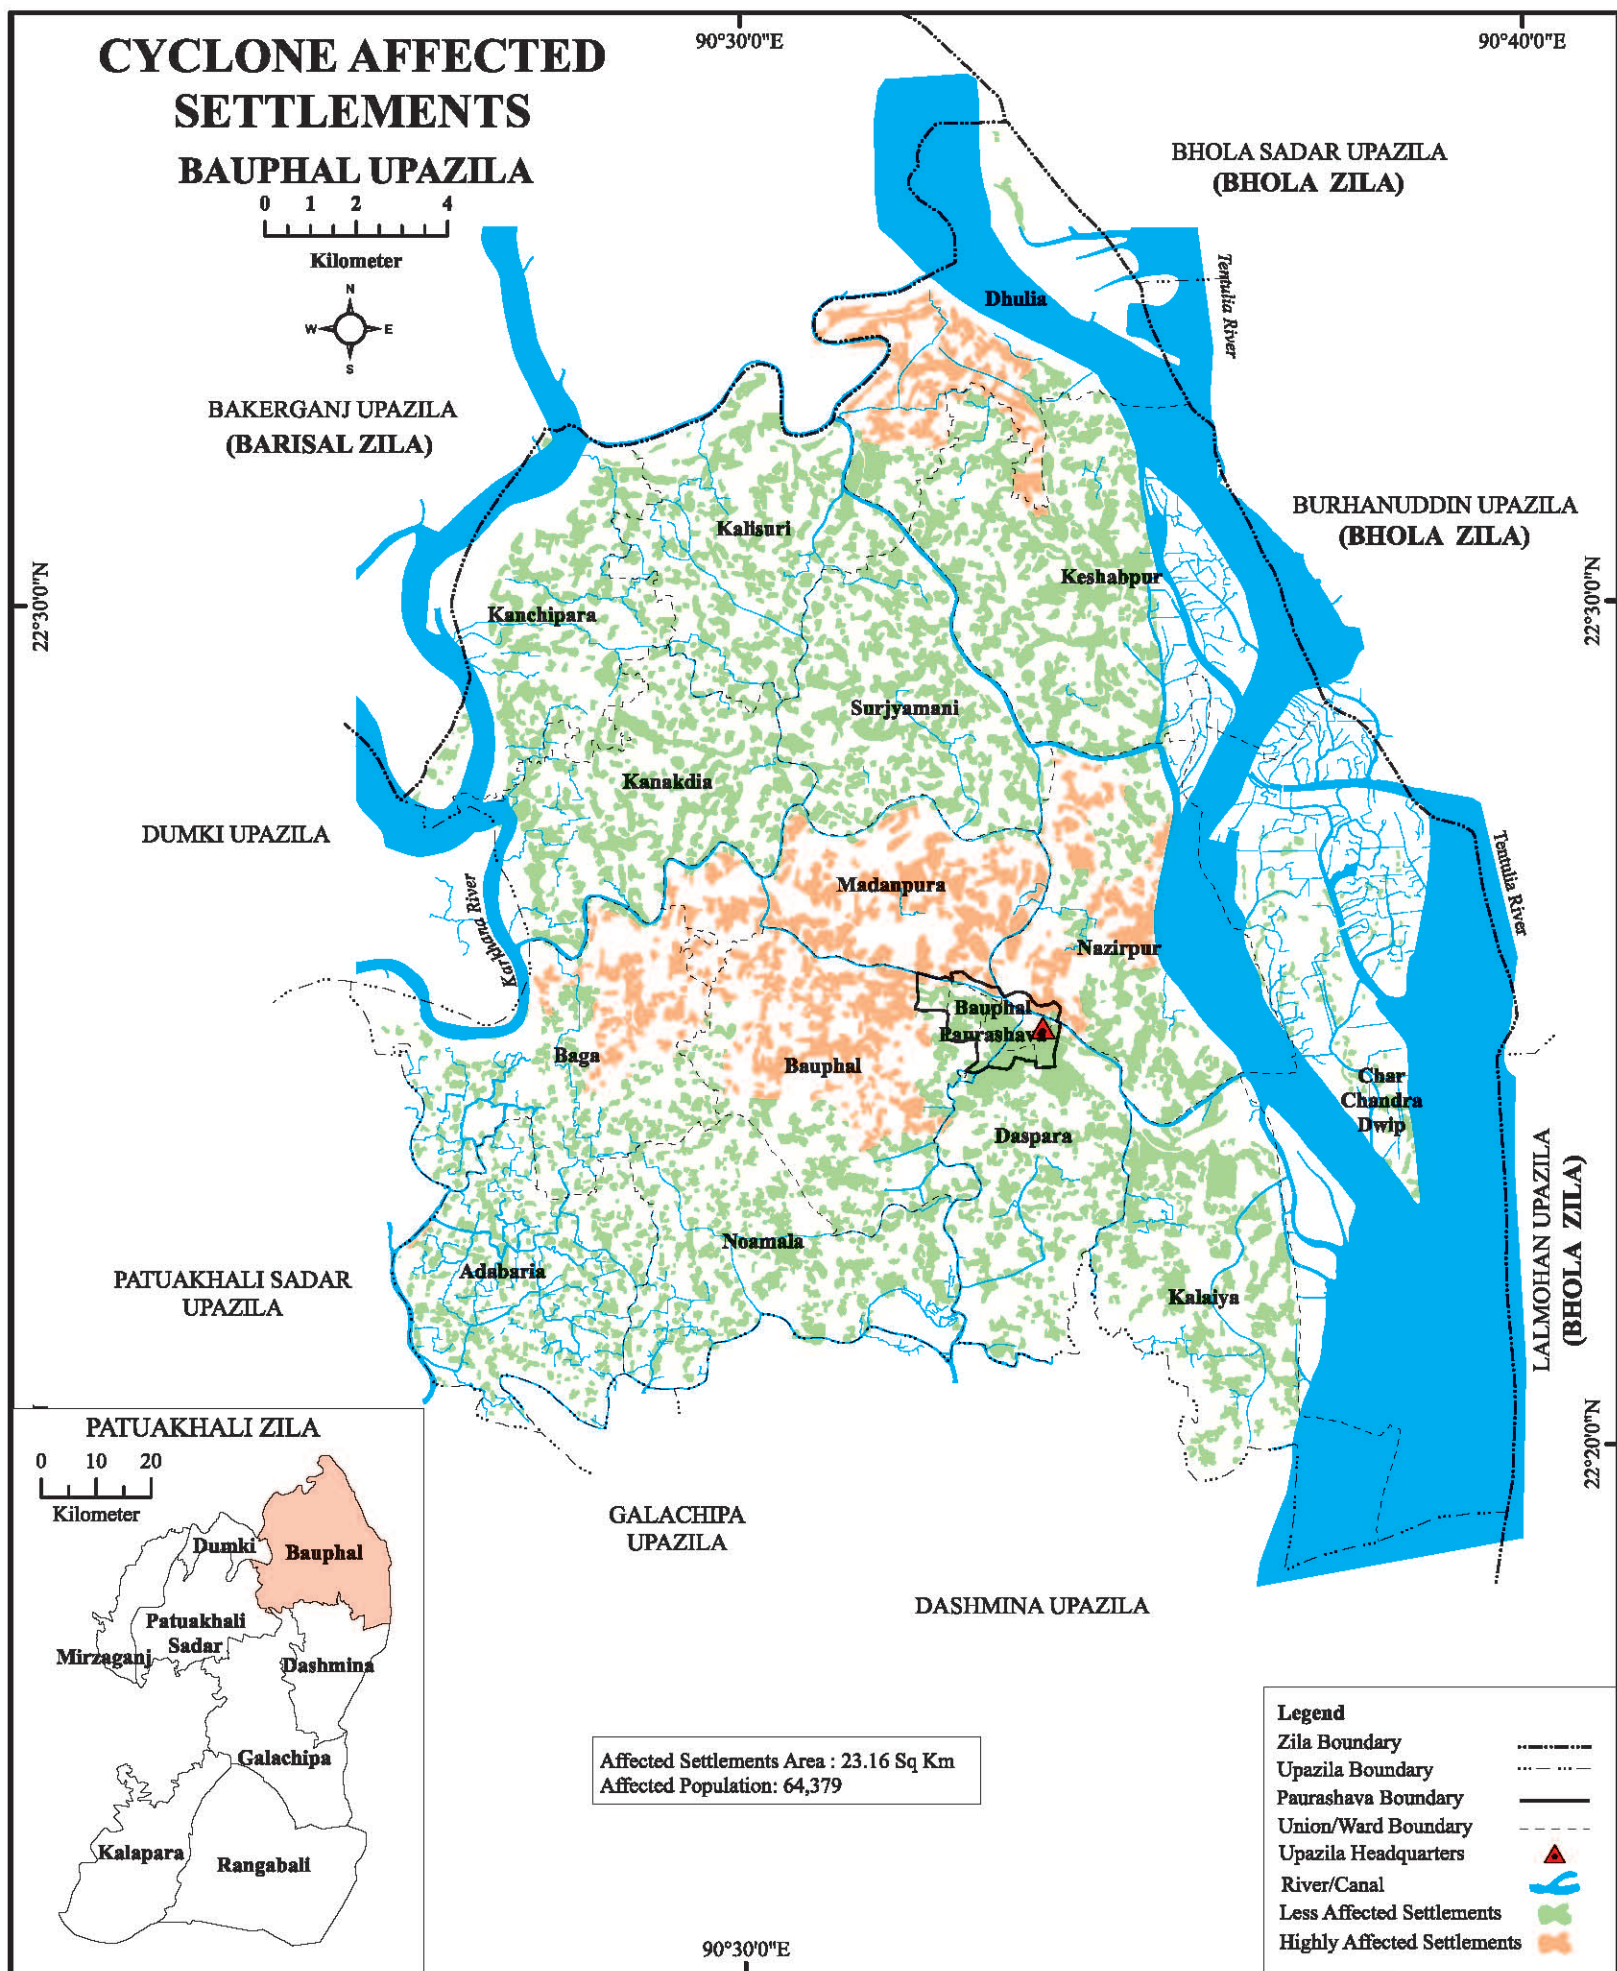 CYCLONE AFFECTED
SETTLEMENTS
BAUPHAL UPAZILA
0 1 2 4
Kilometer
N
W E
S
90°30'0"E
90°40'0"E
BHOLA SADAR UPAZILA
(BHOLA ZILA)
Tentulia River
Dhulia
BAKERGANJ UPAZILA
(BARISAL ZILA)
BURHANUDDIN UPAZILA
(BHOLA ZILA)
Kalisuri
Keshabpur
22°30'0"N
22°30'0"N
Kanchipara
Surjyamani
Kanakdia
DUMKI UPAZILA
Tentulia River
Madanpura
Karkhana River
Nazirpur
Bauphal
Paurashava
Baga
Bauphal
Char
Chandra
Dwip
Daspara
LALMOHAN UPAZILA
(BHOLA ZILA)
Noamala
Adabaria
PATUAKHALI SADAR
UPAZILA
Kalaiya
22°20'0"N
PATUAKHALI ZILA
0 10 20
Kilometer
Dumki
Bauphal
Patuakhali
Sadar
Mirzaganj
Dashmina
Galachipa
Kalapara
Rangabali
GALACHIPA
UPAZILA
DASHMINA UPAZILA
Affected Settlements Area : 23.16 Sq Km
Affected Population: 64,379
Legend
Zila Boundary
Upazila Boundary
Paurashava Boundary
Union/Ward Boundary
Upazila Headquarters
River/Canal
Less Affected Settlements
Highly Affected Settlements
90°30'0"E